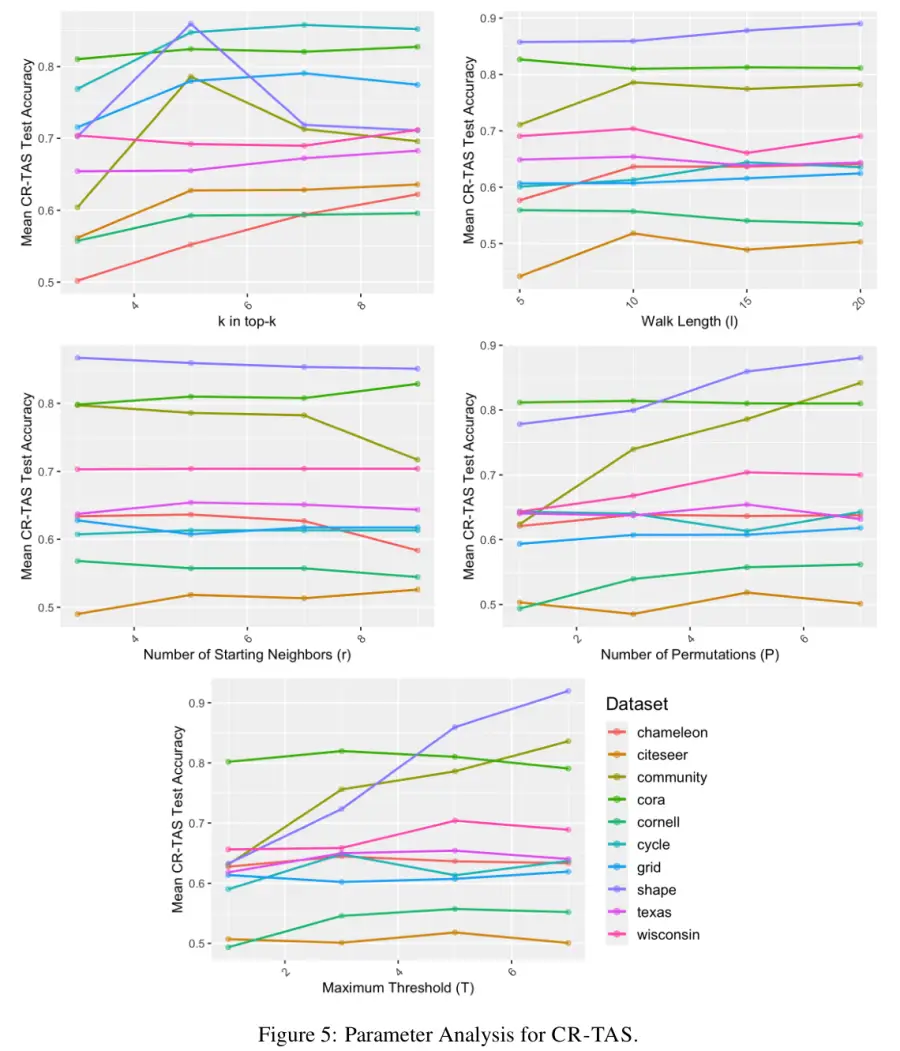 Mean CR-TAS Test Accuracy
0.8
0.7
0.6
0.5
4
6
8
k in top-k
Mean CR-TAS Test Accuracy
0.9
0.8
0.7
0.6
0.5
5
10
15
20
Walk Length (l)
Mean CR-TAS Test Accuracy
0.8
0.7
0.6
0.5
4
6
8
Number of Starting Neighbors (r)
Mean CR-TAS Test Accuracy
0.9
0.8
0.7
0.6
0.5
2
4
6
Number of Permutations (P)
Mean CR-TAS Test Accuracy
0.9
0.8
0.7
0.6
0.5
2
4
6
Maximum Threshold (T)
Dataset
chameleon
citeseer
community
cora
cornell
cycle
grid
shape
texas
wisconsin
Figure 5: Parameter Analysis for CR-TAS.